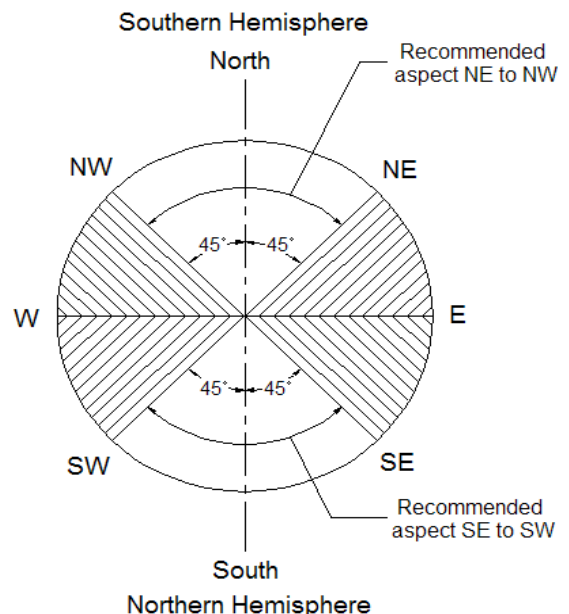 Southern Hemisphere
North
Recommended
aspect NE to NW
NW
NE
45°
45°
W
E
45°
45°
SW
SE
Recommended
aspect SE to SW
South
Northern Hemisphere